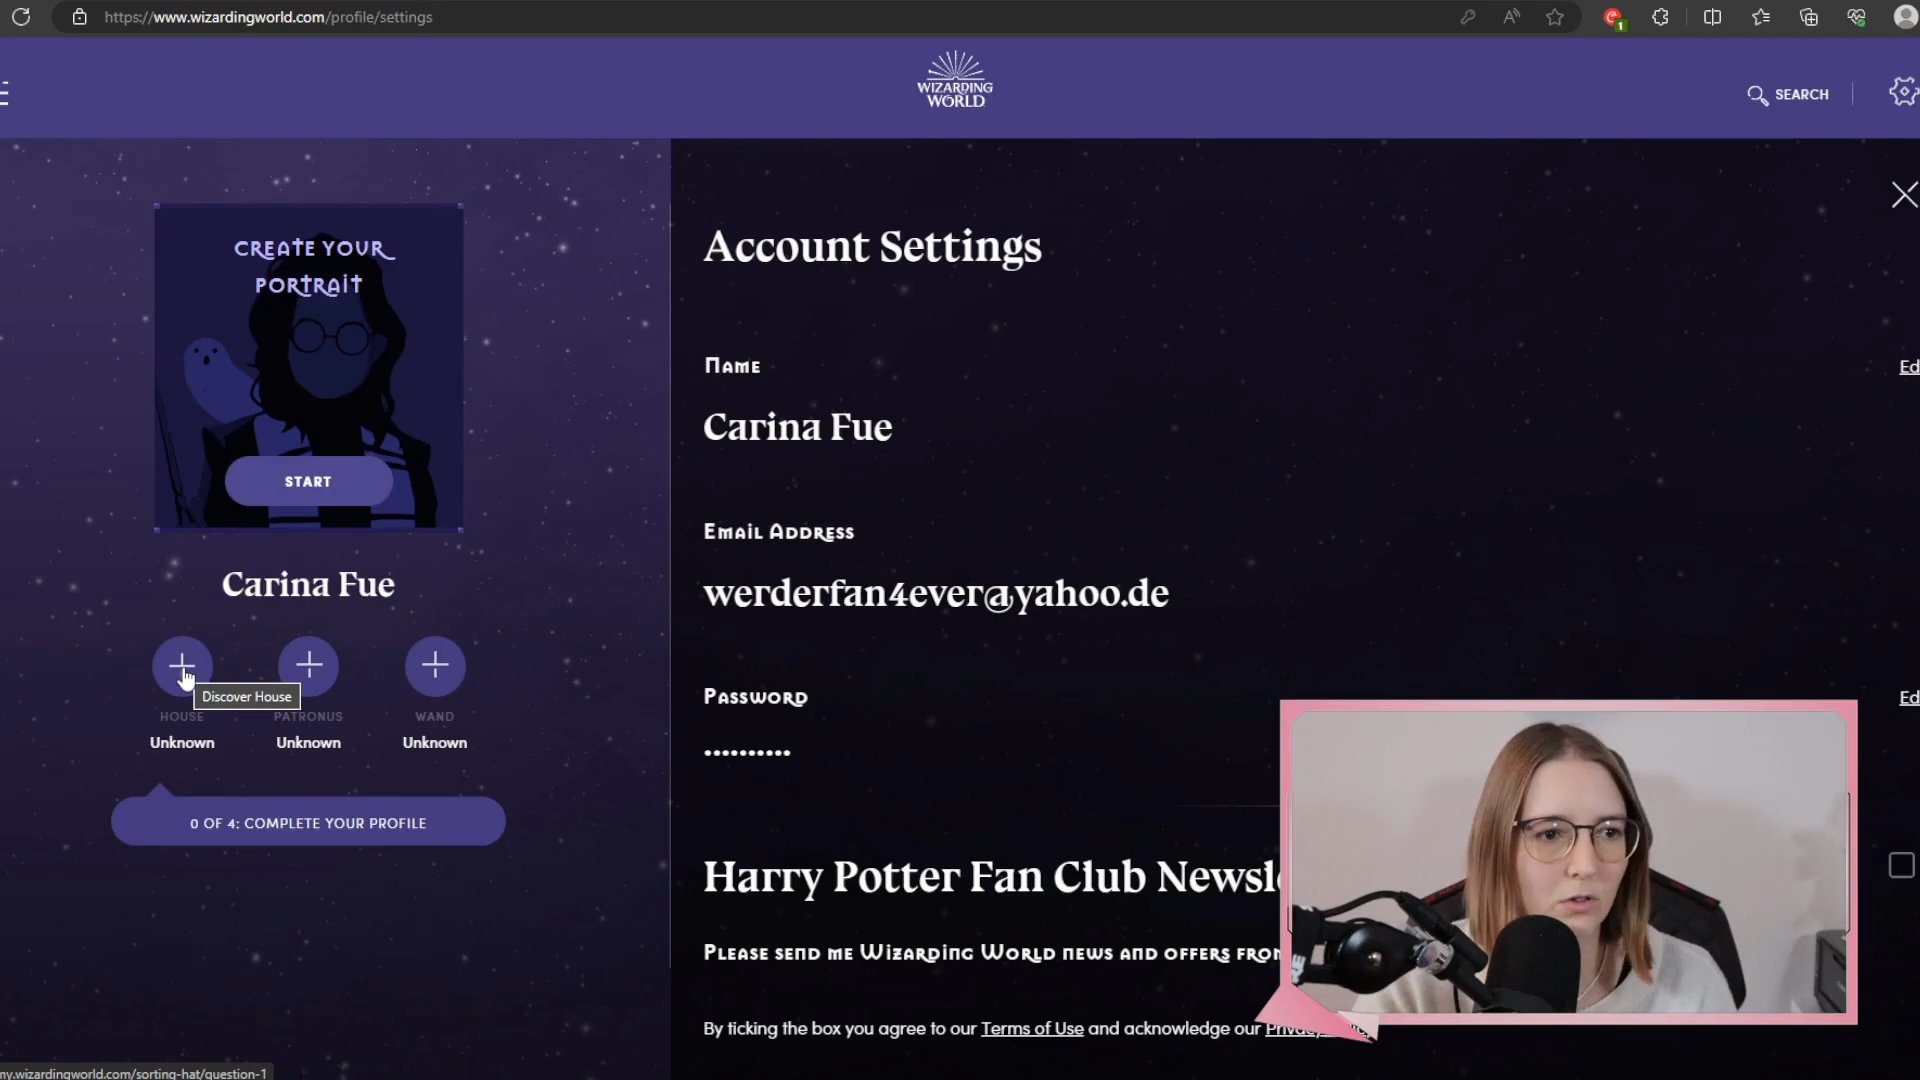 https://www.wizardingworld.com/profile/settings
1
WIZARDING
WORLD
SEARCH
CREATE YOUR
PORTRAIT
START
Carina Fue
Discover House
HOUSE
PATRONUS
WAND
Unknown
Unknown
Unknown
0 OF 4: COMPLETE YOUR PROFILE
Account Settings
Name
Ed
Carina Fue
Email Address
werderfan4ever@yahoo.de
Password
Ed
••••••••••
Harry Potter Fan Club Newsl
Please send me Wizarding World news and offers from
By ticking the box you agree to our Terms of Use and acknowledge our
my.wizardingworld.com/sorting-hat/question-1